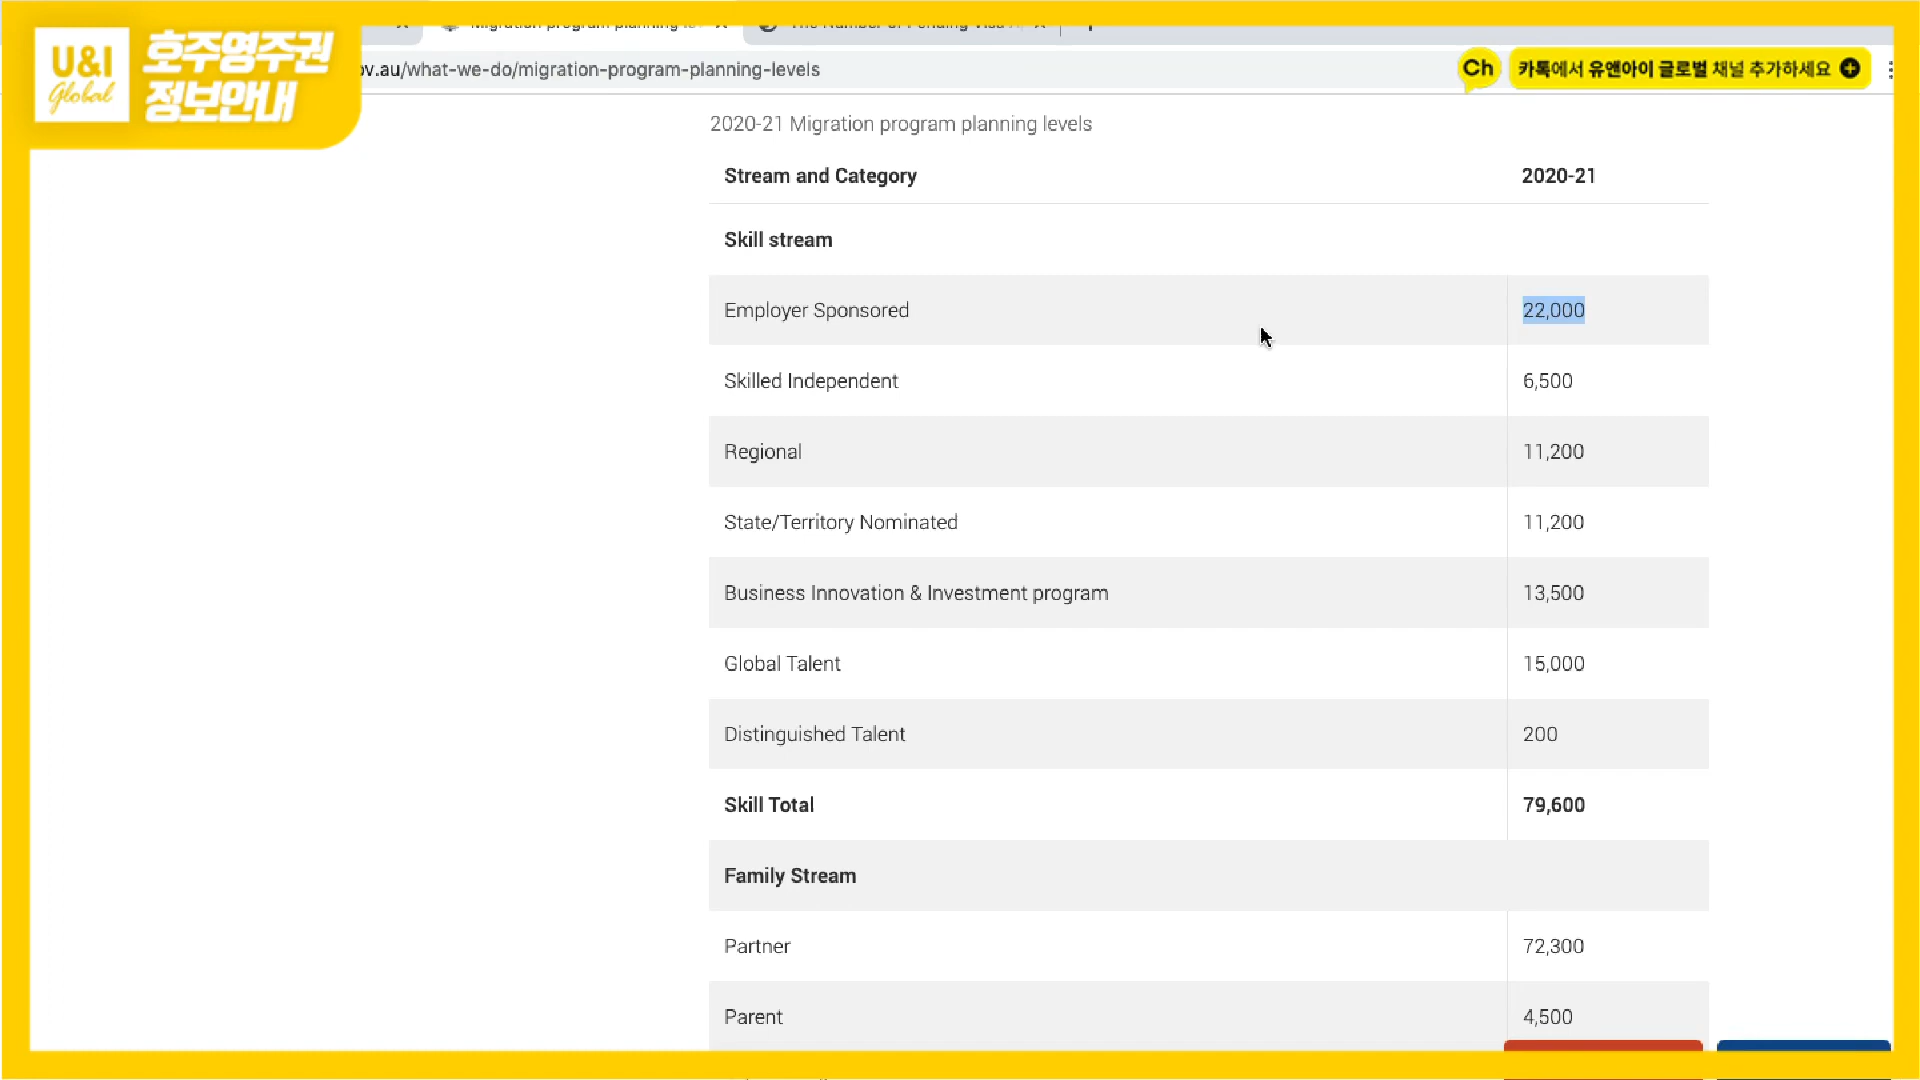 U&I
Global
호주영주권
정보안내
ov.au/what-we-do/migration-program-planning-levels
Ch
카톡에서 유앤아이 글로벌 채널 추가하세요
2020-21 Migration program planning levels
Stream and Category 2020-21
Skill stream
Employer Sponsored 22,000
Skilled Independent 6,500
Regional 11,200
State/Territory Nominated 11,200
Business Innovation & Investment program 13,500
Global Talent 15,000
Distinguished Talent 200
Skill Total 79,600
Family Stream
Partner 72,300
Parent 4,500